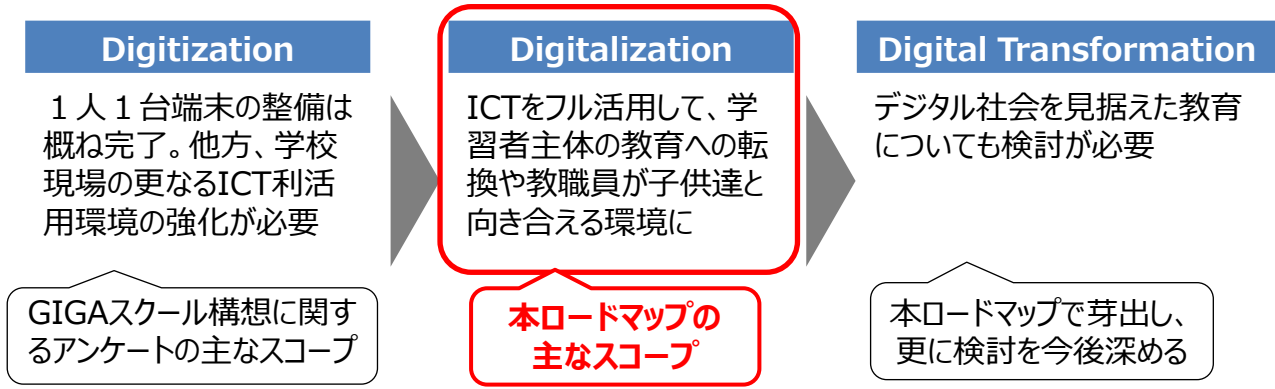 Digitization
１人１台端末の整備は
概ね完了。他方、学校
現場の更なるICT利活
用環境の強化が必要
GIGAスクール構想に関す
るアンケートの主なスコープ
Digitalization
ICTをフル活用して、学
習者主体の教育への転
換や教職員が子供達と
向き合える環境に
本ロードマップの
主なスコープ
Digital Transformation
デジタル社会を見据えた教育
についても検討が必要
本ロードマップで芽出し、
更に検討を今後深める